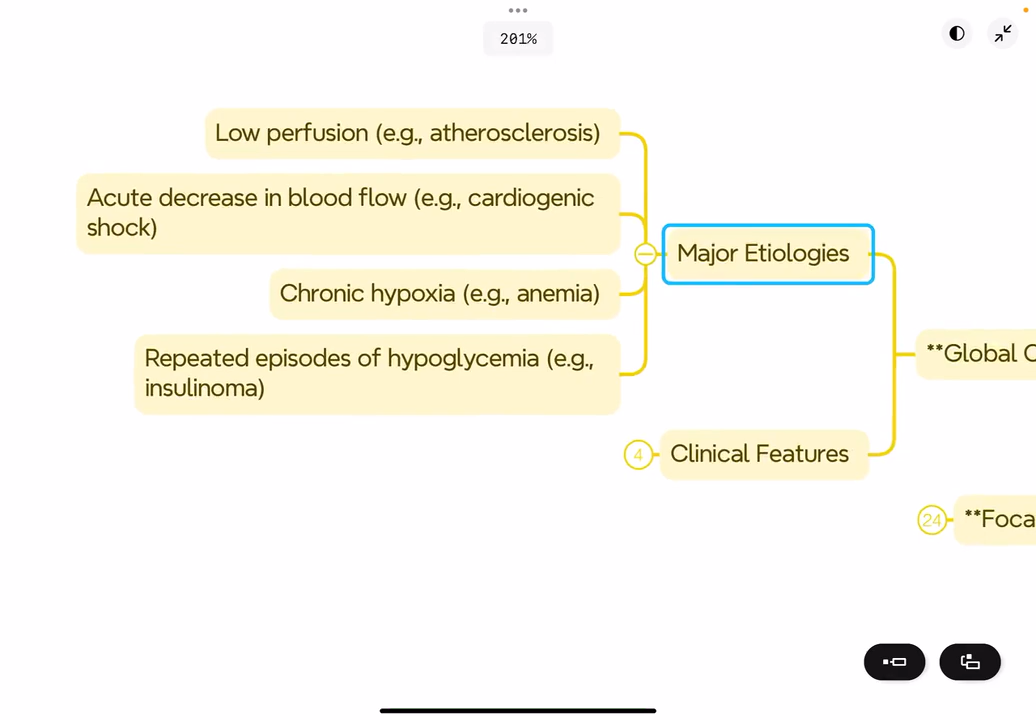 201%
Low perfusion (e.g., atherosclerosis)
Acute decrease in blood flow (e.g., cardiogenic
shock)
Major Etiologies
Chronic hypoxia (e.g., anemia)
Repeated episodes of hypoglycemia (e.g.,
insulinoma)
**Global
4
Clinical Features
24
**Foca